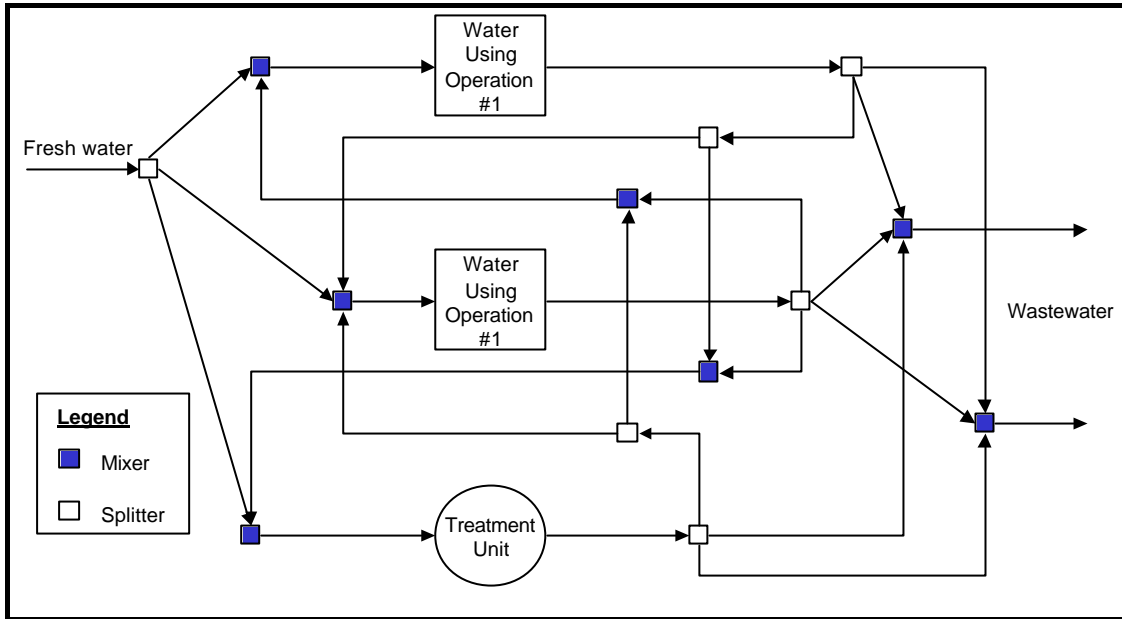 Water
Using
Operation
#1
Fresh water
Water
Using
Operation
#1
Wastewater
Legend
Mixer
Splitter
Treatment
Unit